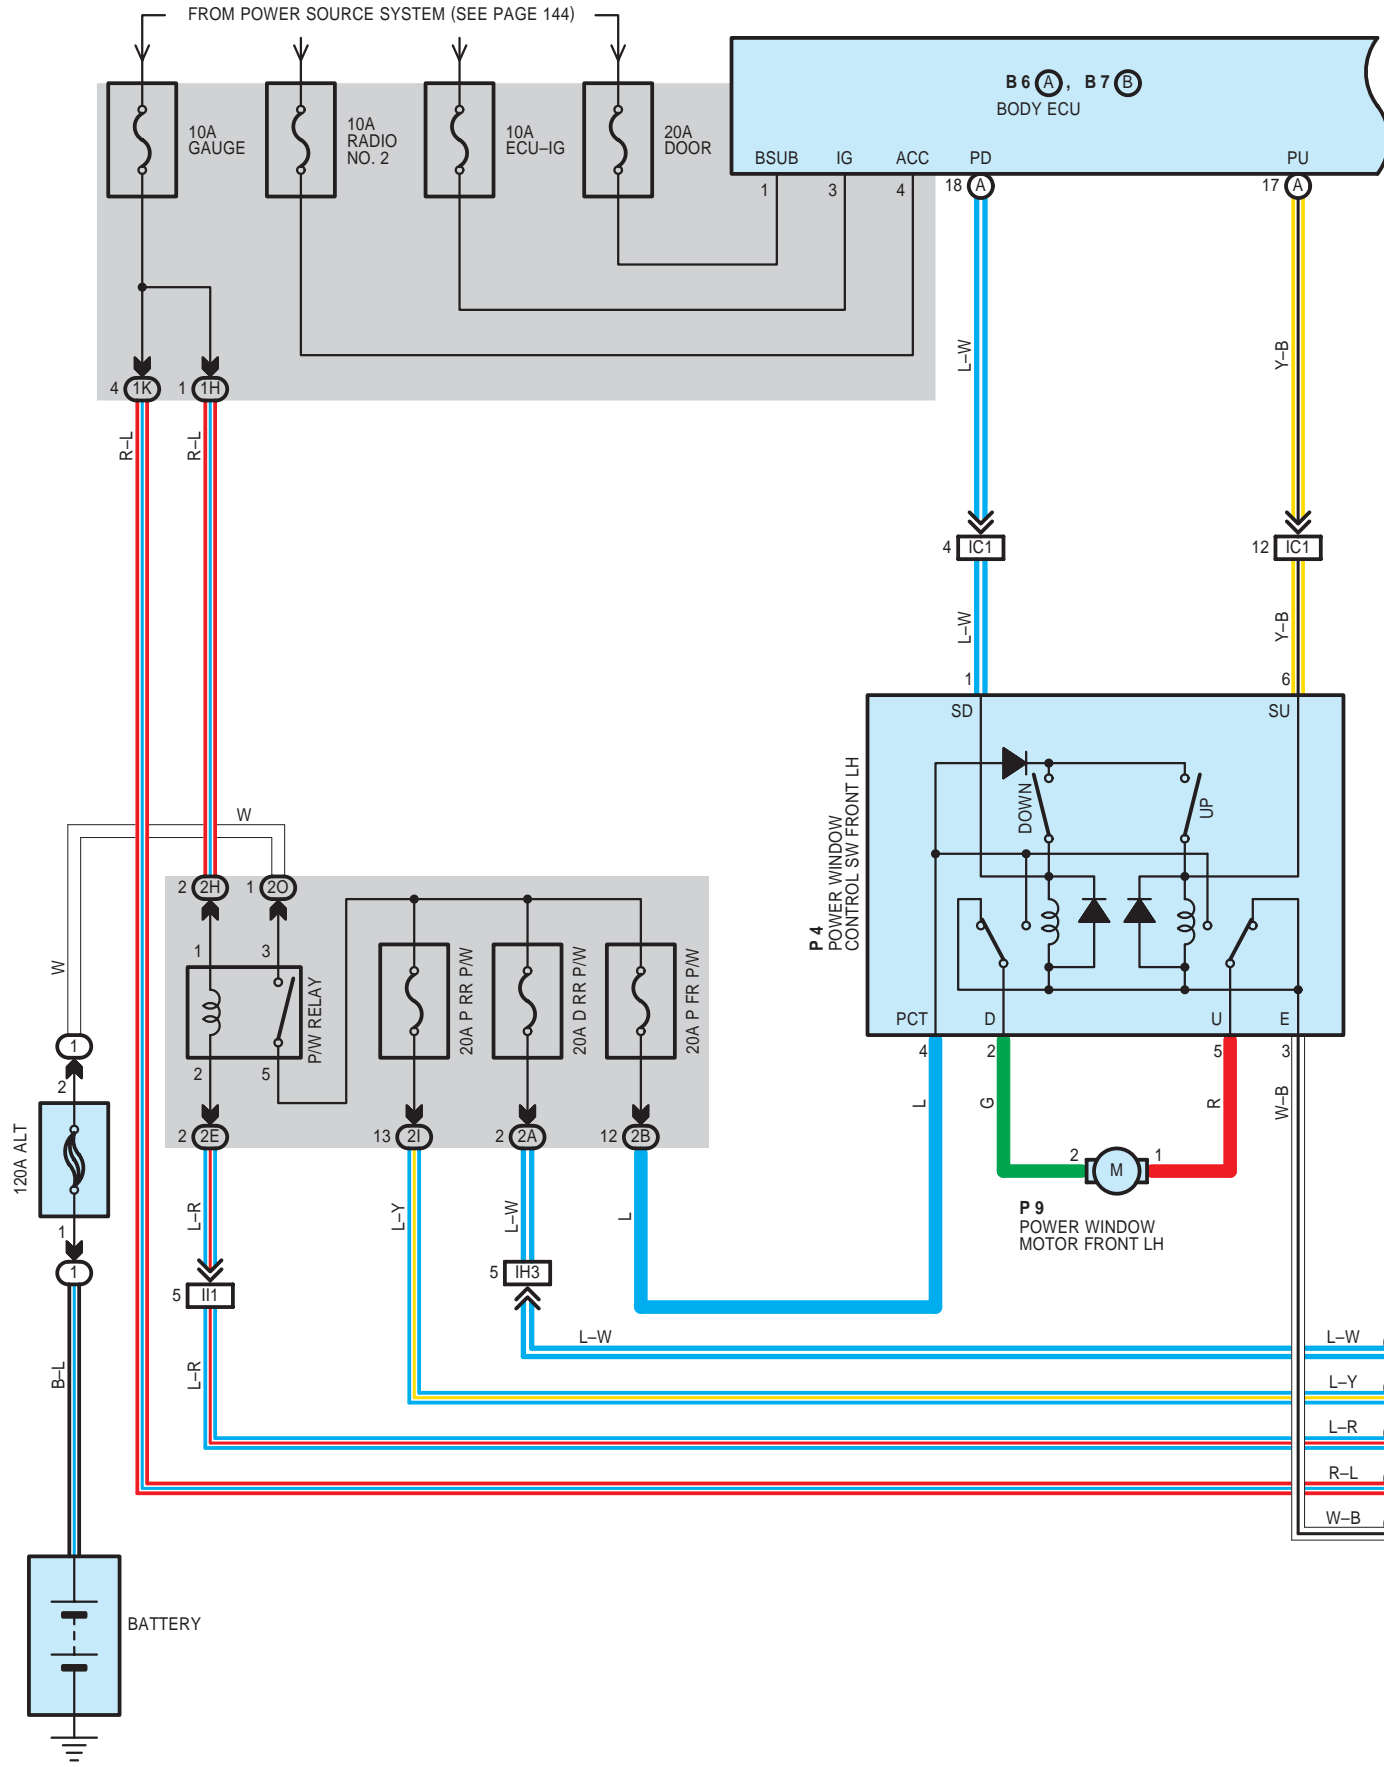 FROM POWER SOURCE SYSTEM (SEE PAGE 144)
10A
GAUGE
10A
RADIO
NO. 2
10A
ECU–IG
20A
DOOR
B 6 A , B 7 B
BODY ECU
BSUB IG ACC PD PU
1 3 4 18 A 17 A
L–W Y–B
4 1K 1 1H
R–L R–L
4 IC1 12 IC1
L–W Y–B
1 6
SD SU
DOWN UP
P 4
POWER WINDOW
CONTROL SW FRONT LH
PCT D U E
4 2 5 3
L G R W–B
2 M 1
P 9
POWER WINDOW
MOTOR FRONT LH
W
W
2 2H 1 2O
1 3
P/W RELAY
20A P RR P/W
20A D RR P/W
20A P FR P/W
2 5
2 2E 13 2I 2 2A 12 2B
L–R L–Y L–W L
1
2
120A ALT
1
1
5 II1
5 IH3
L–R
B–L
L–W L–W
L–Y
L–R
R–L
W–B
BATTERY